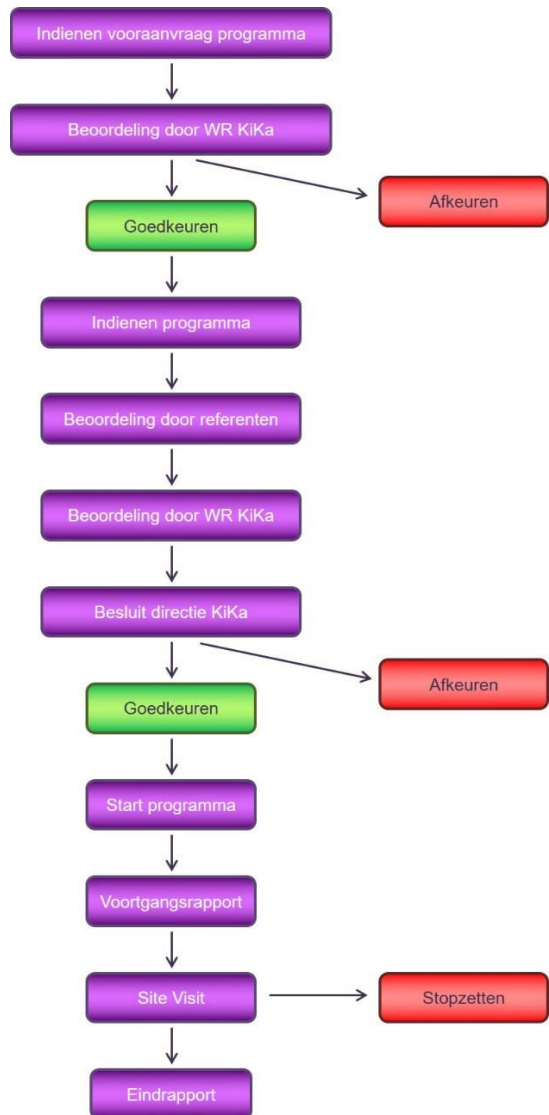 Indienen vooraanvraag programma
Beoordeling door WR KiKa
Afkeuren
Goedkeuren
Indienen programma
Beoordeling door referenten
Beoordeling door WR KiKa
Besluit directie KiKa
Afkeuren
Goedkeuren
Start programma
Voortgangsrapport
Site Visit
Stopzetten
Eindrapport